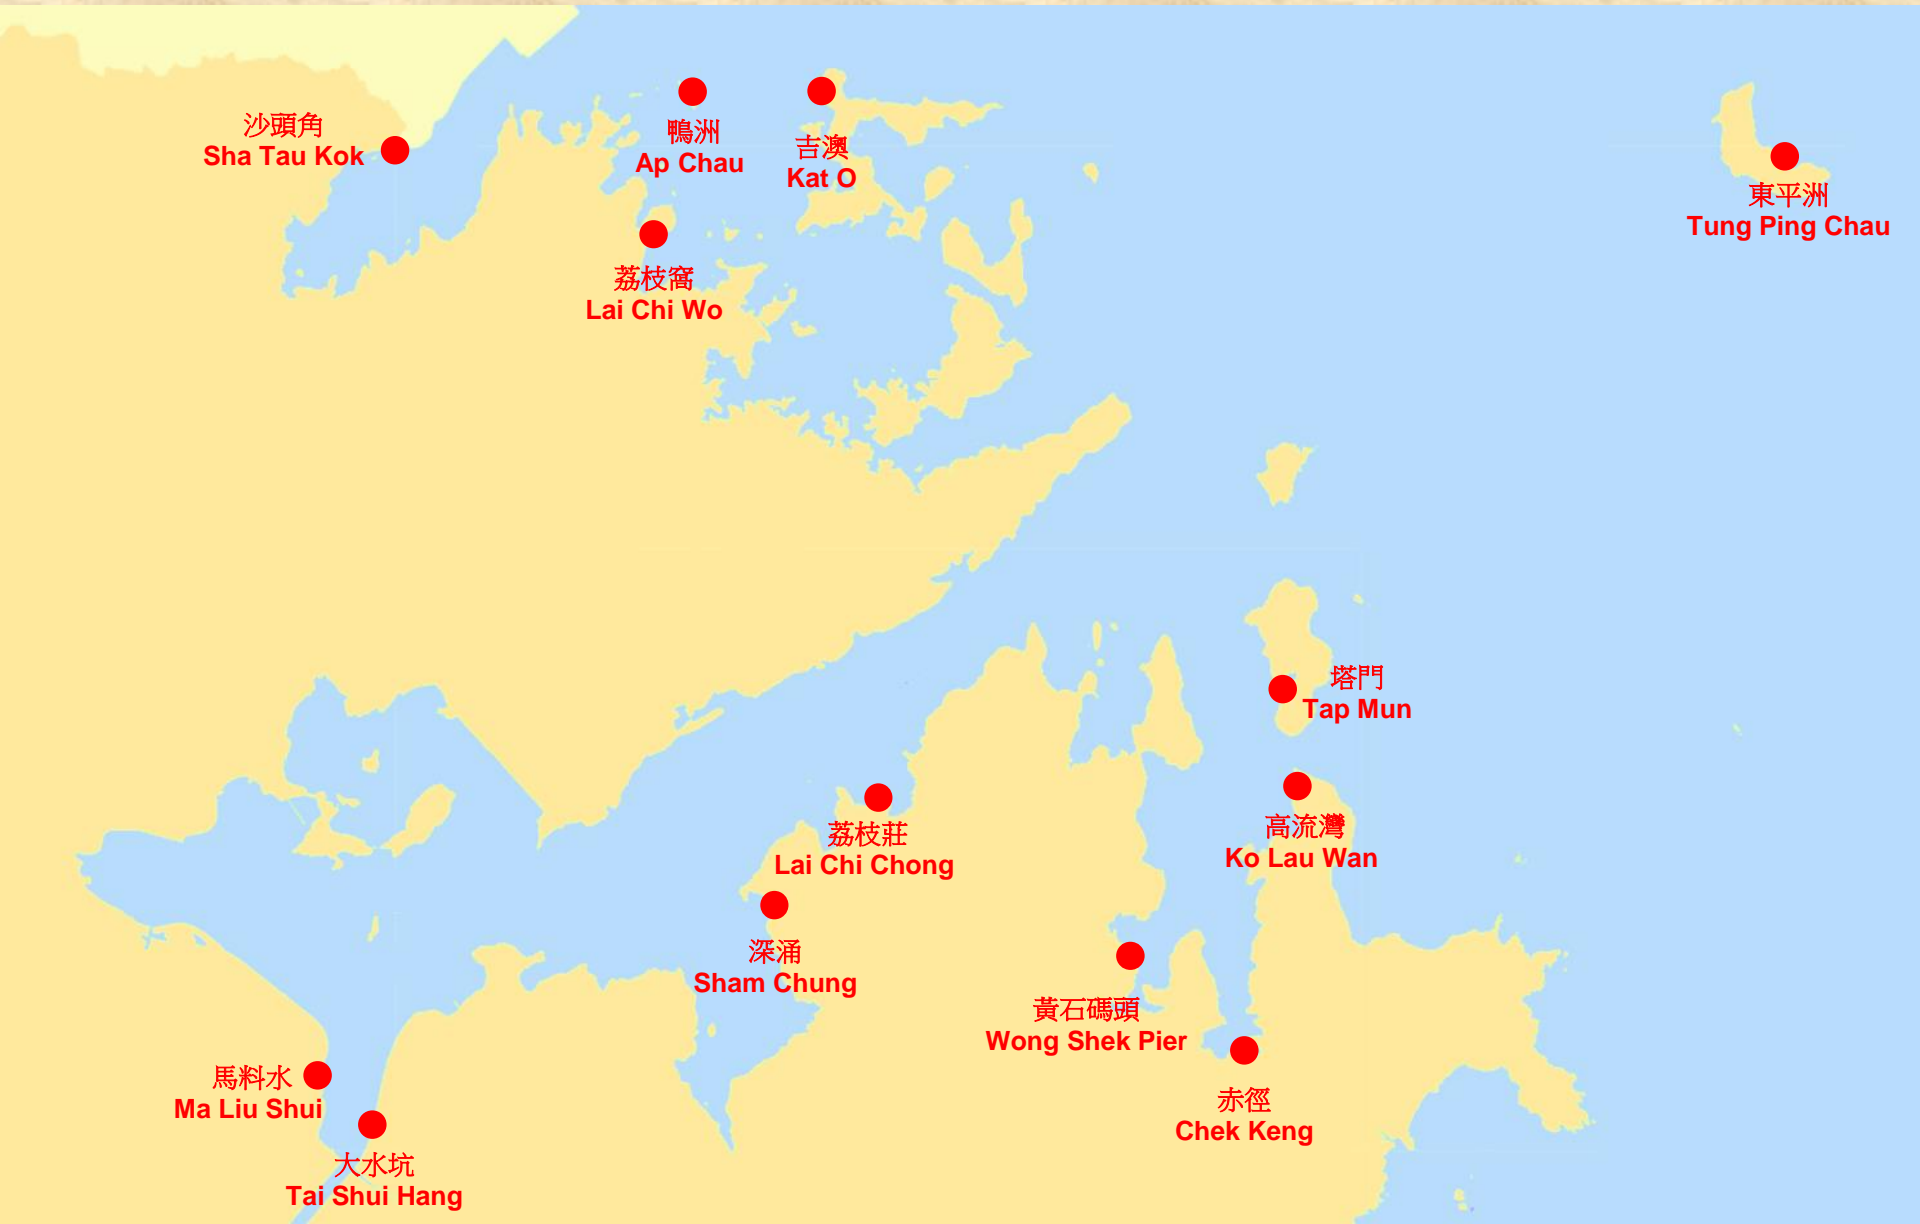 沙頭角
Sha Tau Kok
鴨洲
Ap Chau
吉澳
Kat O
東平洲
Tung Ping Chau
荔枝窩
Lai Chi Wo
塔門
Tap Mun
荔枝莊
Lai Chi Chong
高流灣
Ko Lau Wan
深涌
Sham Chung
黃石碼頭
Wong Shek Pier
馬料水
Ma Liu Shui
赤徑
Chek Keng
大水坑
Tai Shui Hang